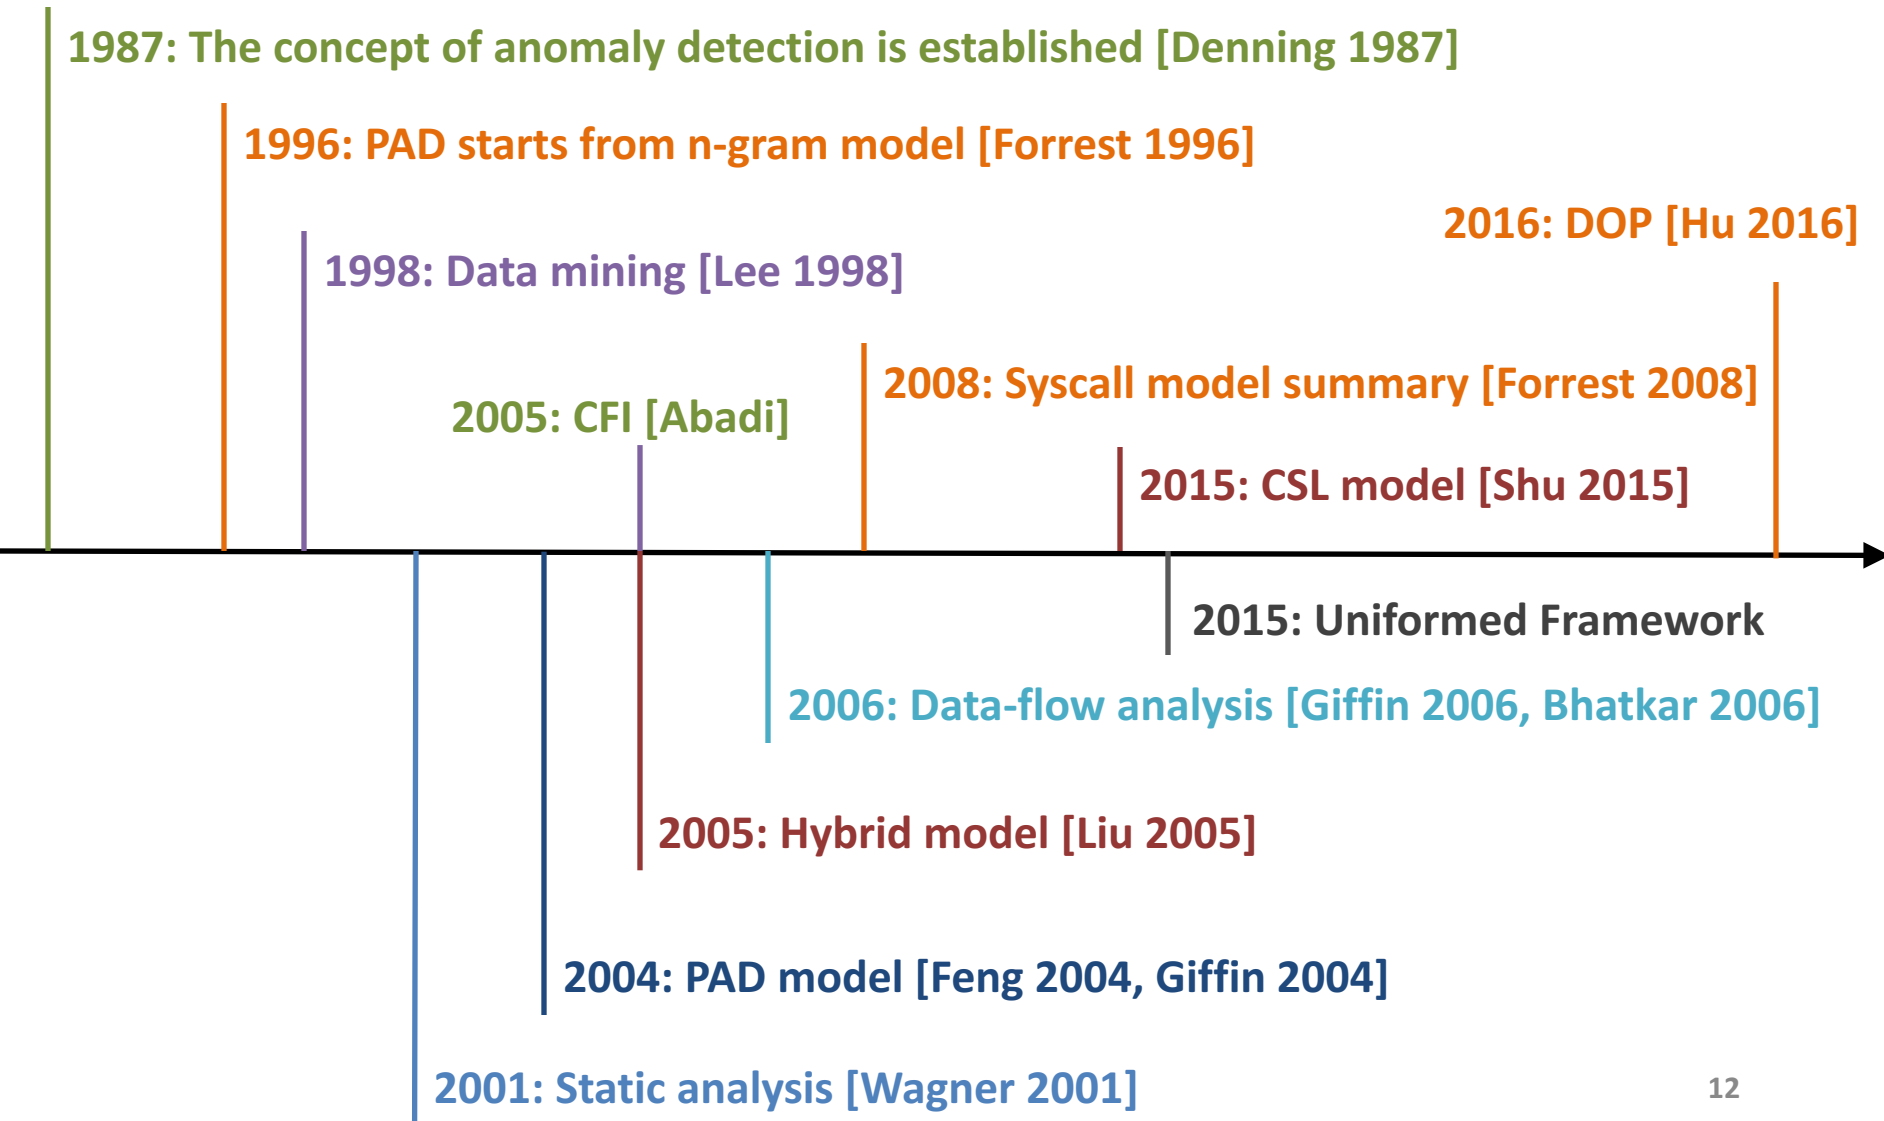 1987: The concept of anomaly detection is established [Denning 1987]
1996: PAD starts from n-gram model [Forrest 1996]
2016: DOP [Hu 2016]
1998: Data mining [Lee 1998]
2008: Syscall model summary [Forrest 2008]
2005: CFI [Abadi]
2015: CSL model [Shu 2015]
2015: Uniformed Framework
2006: Data-flow analysis [Giffin 2006, Bhatkar 2006]
2005: Hybrid model [Liu 2005]
2004: PAD model [Feng 2004, Giffin 2004]
2001: Static analysis [Wagner 2001]
12